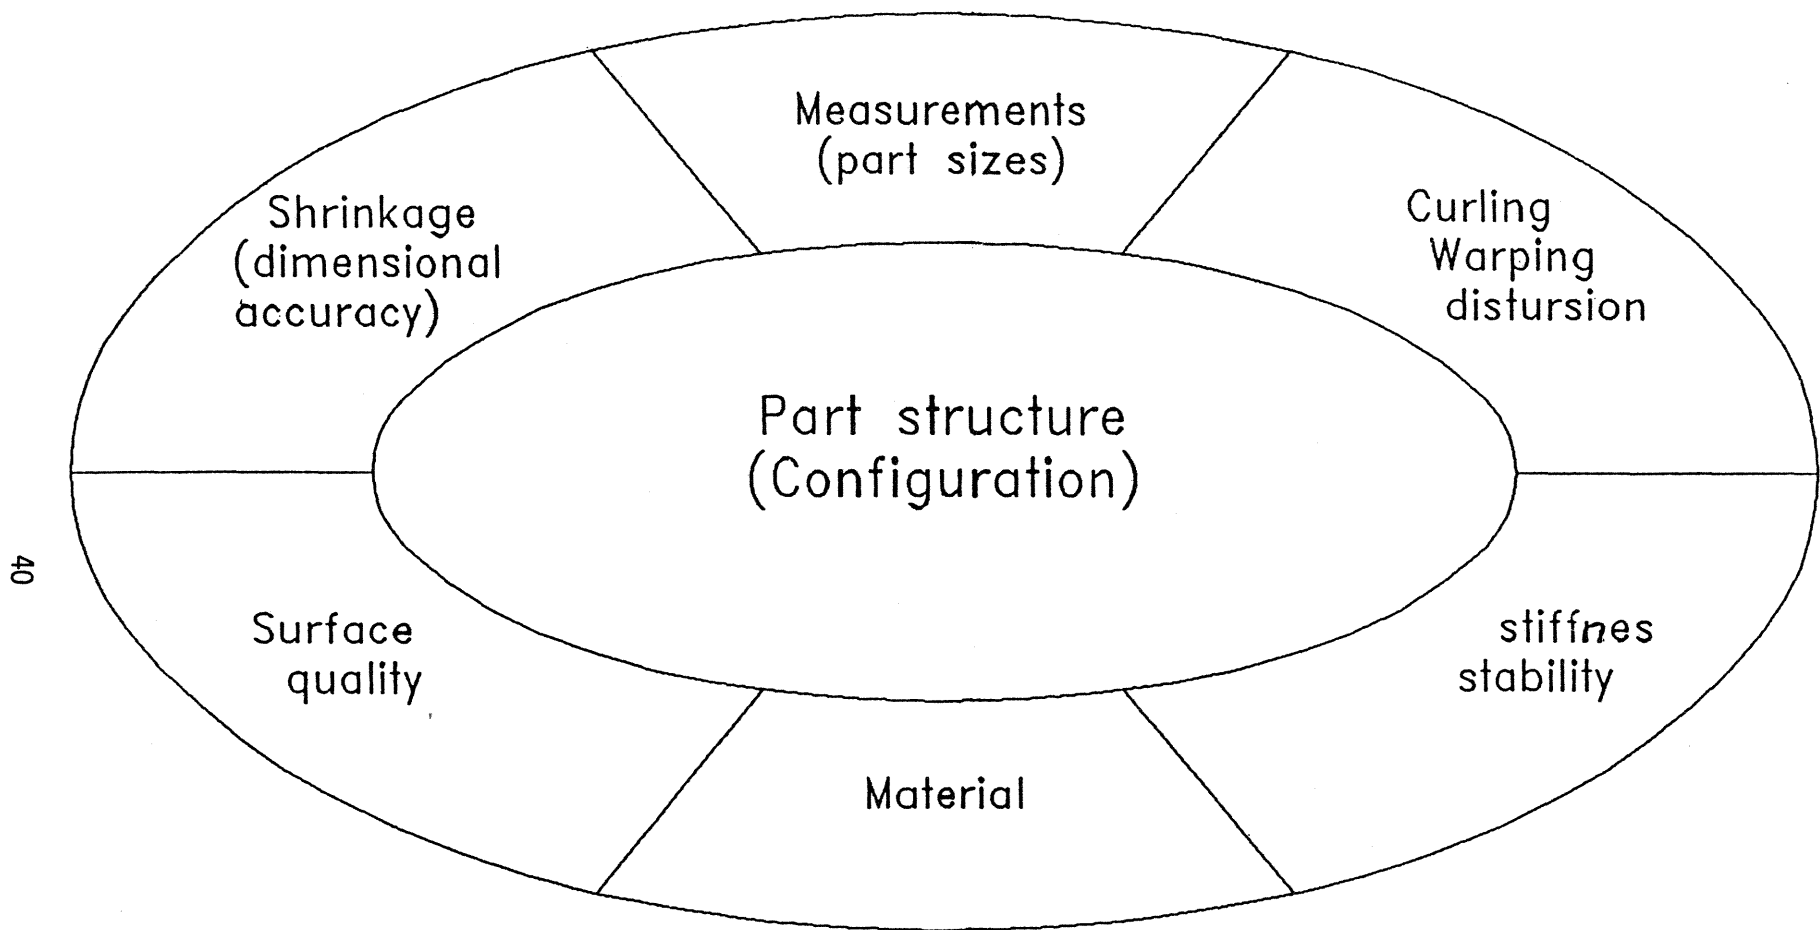 Measurements
(part sizes)
Shrinkage
(dimensional
accuracy)
Curling
Warping
distursion
Part structure
(Configuration)
40
Surface
quality
stiffnes
stability
Material